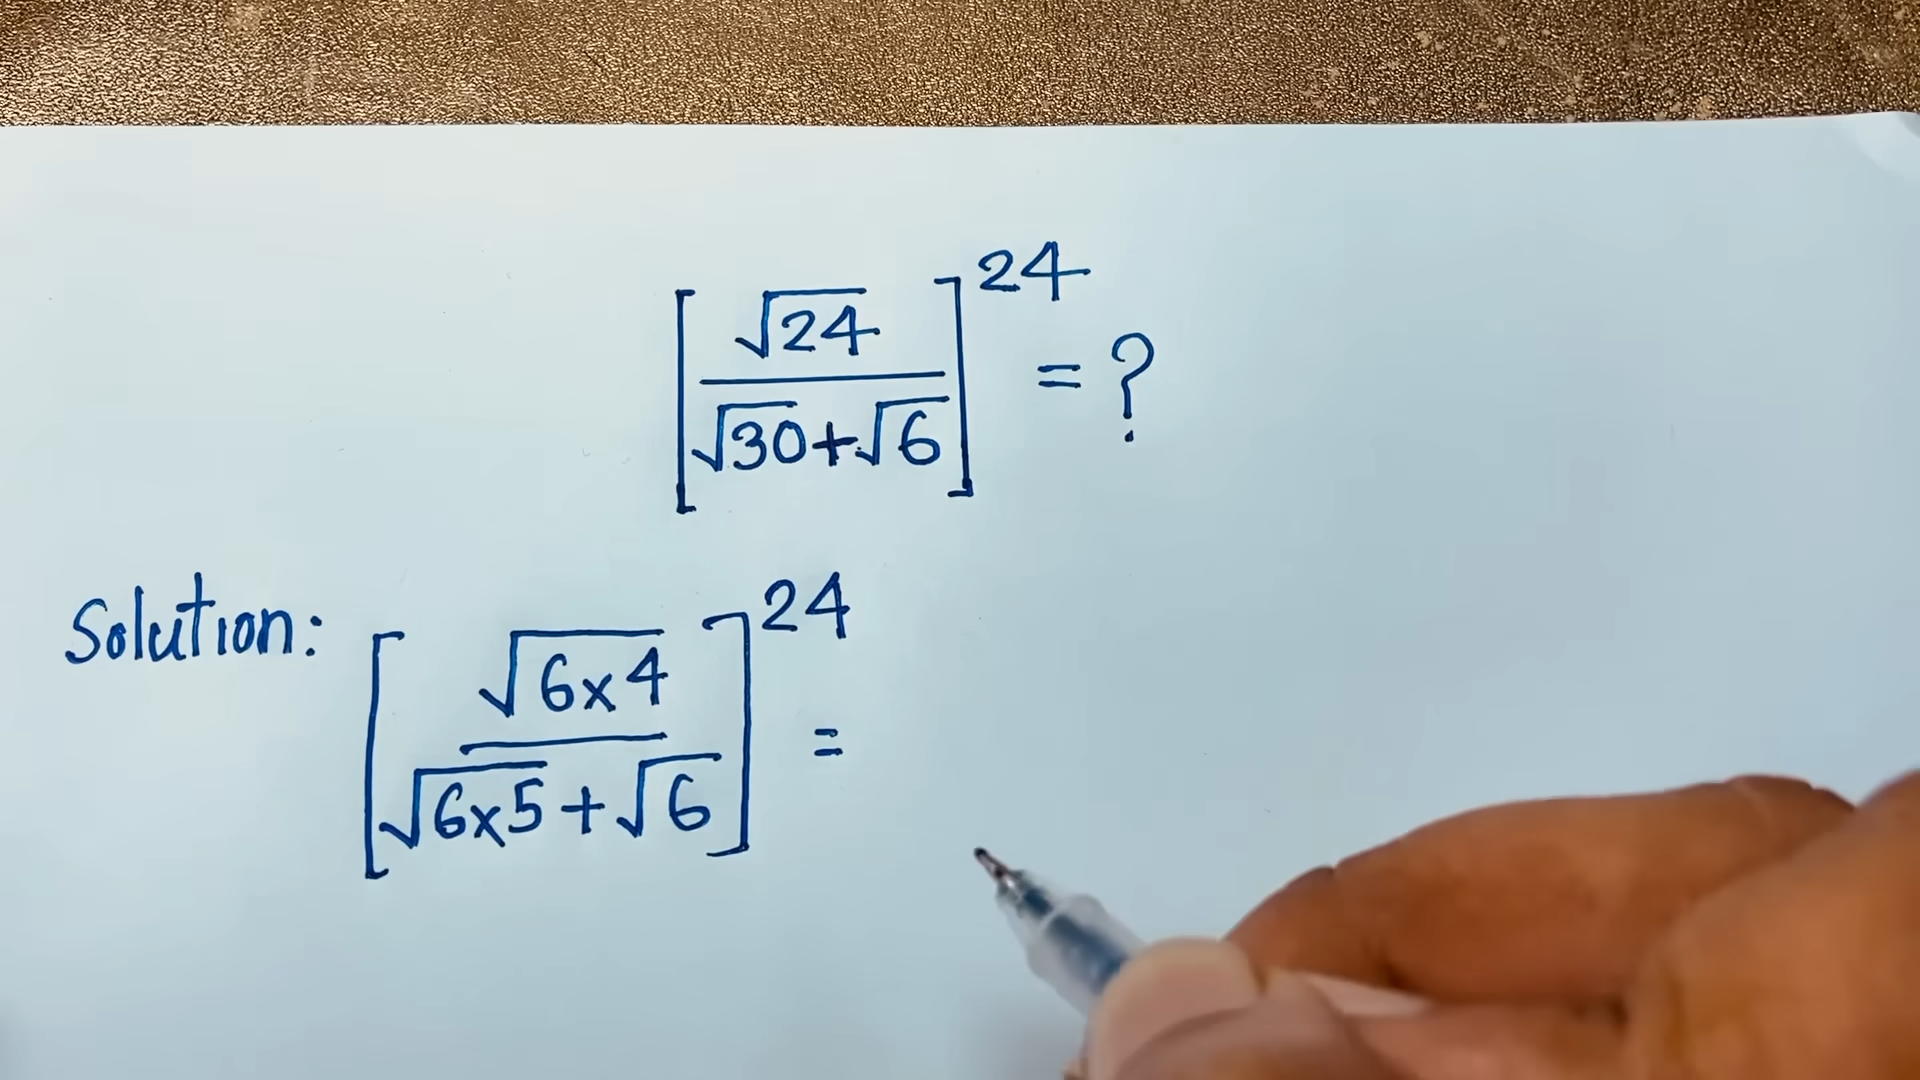 [√24 / (√30+√6)]^24 = ?
Solution: [√(6x4) / (√(6x5)+√6)]^24 =